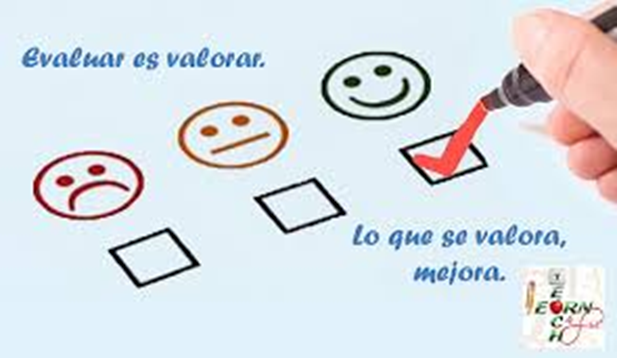 Evaluar es valorar.
Lo que se valora,
mejora.